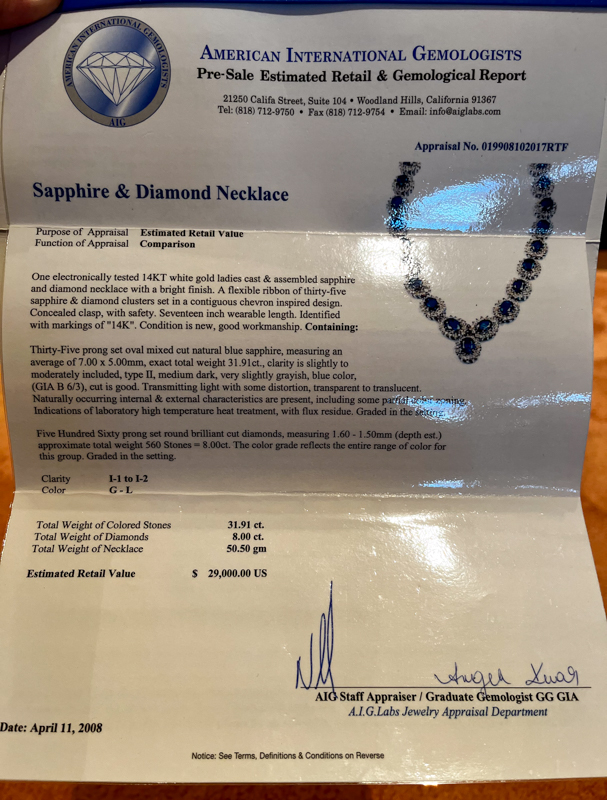 AMERICAN INTERNATIONAL GEMOLOGISTS
AIG
AMERICAN INTERNATIONAL GEMOLOGISTS
Pre-Sale Estimated Retail & Gemological Report
21250 Califa Street, Suite 104 • Woodland Hills, California 91367
Tel: (818) 712-9750 • Fax (818) 712-9754 • Email: info@aiglabs.com
Appraisal No. 019908102017RTF
Sapphire & Diamond Necklace
Purpose of Appraisal Estimated Retail Value
Function of Appraisal Comparison
One electronically tested 14KT white gold ladies cast & assembled sapphire
and diamond necklace with a bright finish. A flexible ribbon of thirty-five
sapphire & diamond clusters set in a contiguous chevron inspired design.
Concealed clasp, with safety. Seventeen inch wearable length. Identified
with markings of "14K". Condition is new, good workmanship. Containing:
Thirty-Five prong set oval mixed cut natural blue sapphire, measuring an
average of 7.00 x 5.00mm, exact total weight 31.91ct., clarity is slightly to
moderately included, type II, medium dark, very slightly grayish, blue color,
(GIA B 6/3), cut is good. Transmitting light with some distortion, transparent to translucent.
Naturally occurring internal & external characteristics are present, including some partial color zoning.
Indications of laboratory high temperature heat treatment, with flux residue. Graded in the setting.
Five Hundred Sixty prong set round brilliant cut diamonds, measuring 1.60 - 1.50mm (depth est.)
approximate total weight 560 Stones = 8.00ct. The color grade reflects the entire range of color for
this group. Graded in the setting.
Clarity I-1 to I-2
Color G - L
Total Weight of Colored Stones 31.91 ct.
Total Weight of Diamonds 8.00 ct.
Total Weight of Necklace 50.50 gm
Estimated Retail Value $ 29,000.00 US
AIG Staff Appraiser / Graduate Gemologist GG GIA
A.I.G.Labs Jewelry Appraisal Department
Date: April 11, 2008
Notice: See Terms, Definitions & Conditions on Reverse